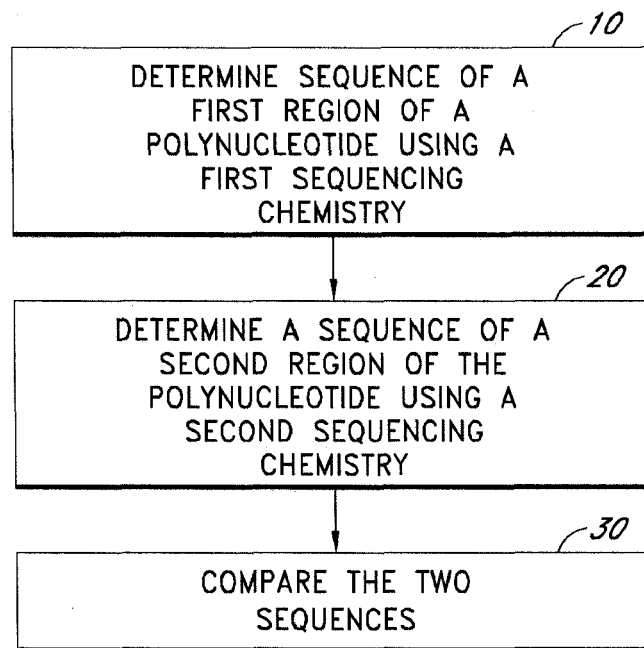 10
DETERMINE SEQUENCE OF A
FIRST REGION OF A
POLYNUCLEOTIDE USING A
FIRST SEQUENCING
CHEMISTRY
20
DETERMINE A SEQUENCE OF A
SECOND REGION OF THE
POLYNUCLEOTIDE USING A
SECOND SEQUENCING
CHEMISTRY
30
COMPARE THE TWO
SEQUENCES